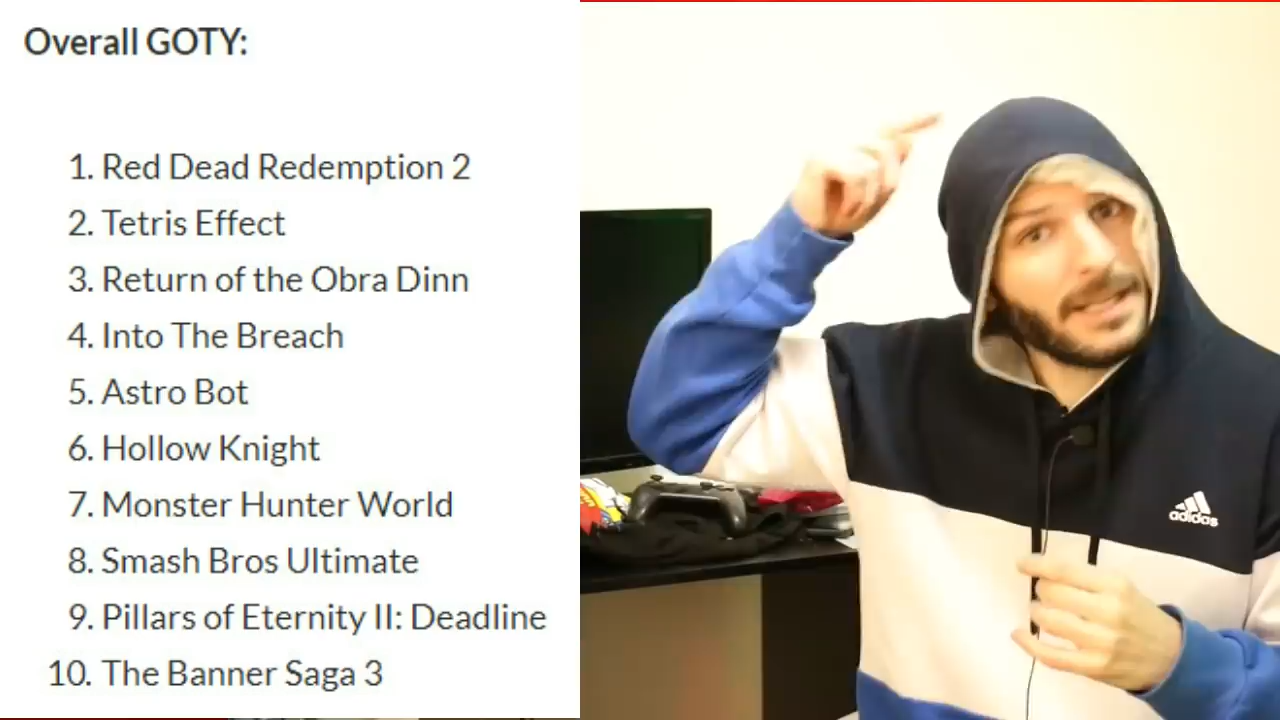 Overall GOTY:
1. Red Dead Redemption 2
2. Tetris Effect
3. Return of the Obra Dinn
4. Into The Breach
5. Astro Bot
6. Hollow Knight
7. Monster Hunter World
8. Smash Bros Ultimate
9. Pillars of Eternity II: Deadline
10. The Banner Saga 3
adidas